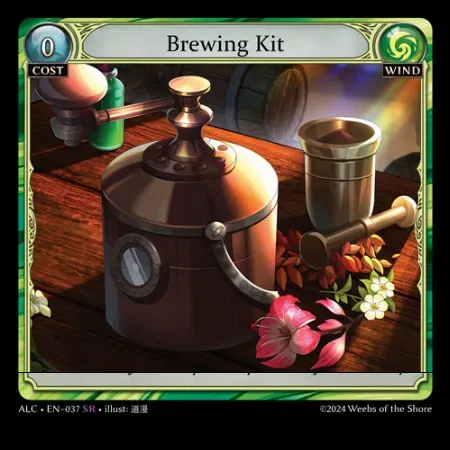 Brewing Kit
0
COST
WIND
ALC • EN-037 SR • illust: 道漫
©2024 Weebs of the Shore